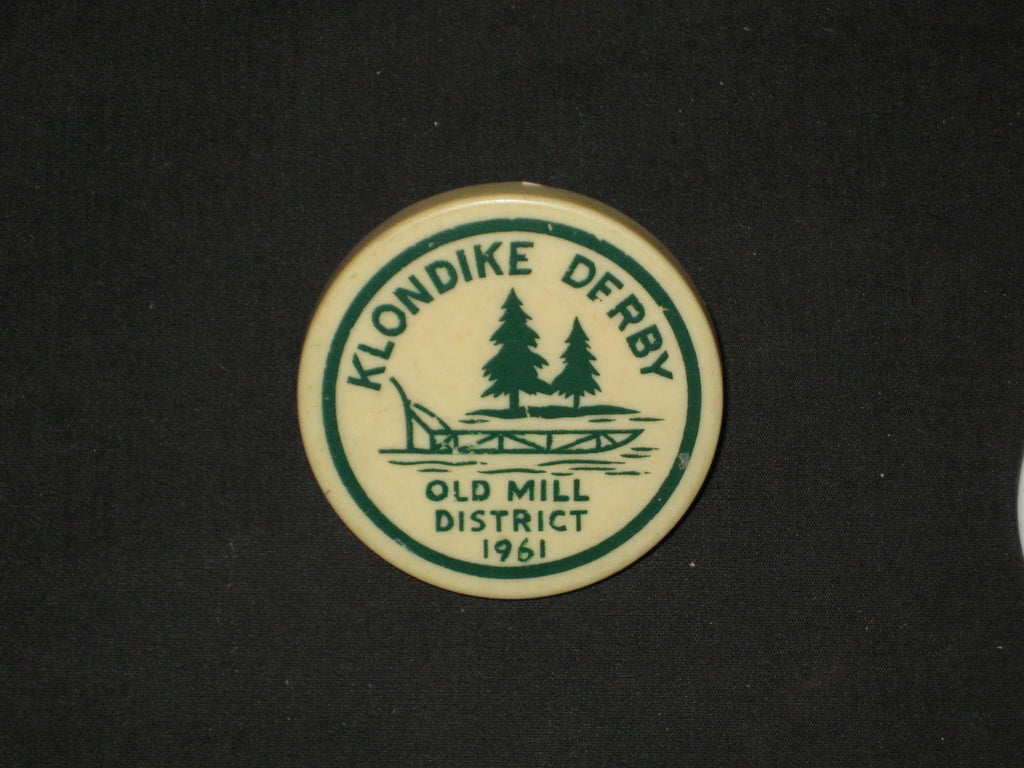 KLONDIKE DERBY
OLD MILL
DISTRICT
1961